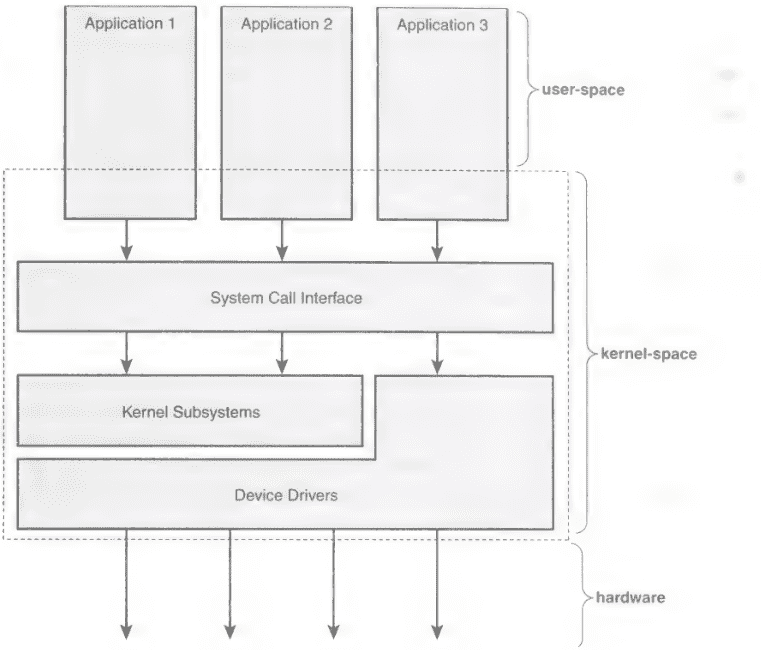 Application 1
Application 2
Application 3
user-space
System Call Interface
kernel-space
Kernel Subsystems
Device Drivers
hardware